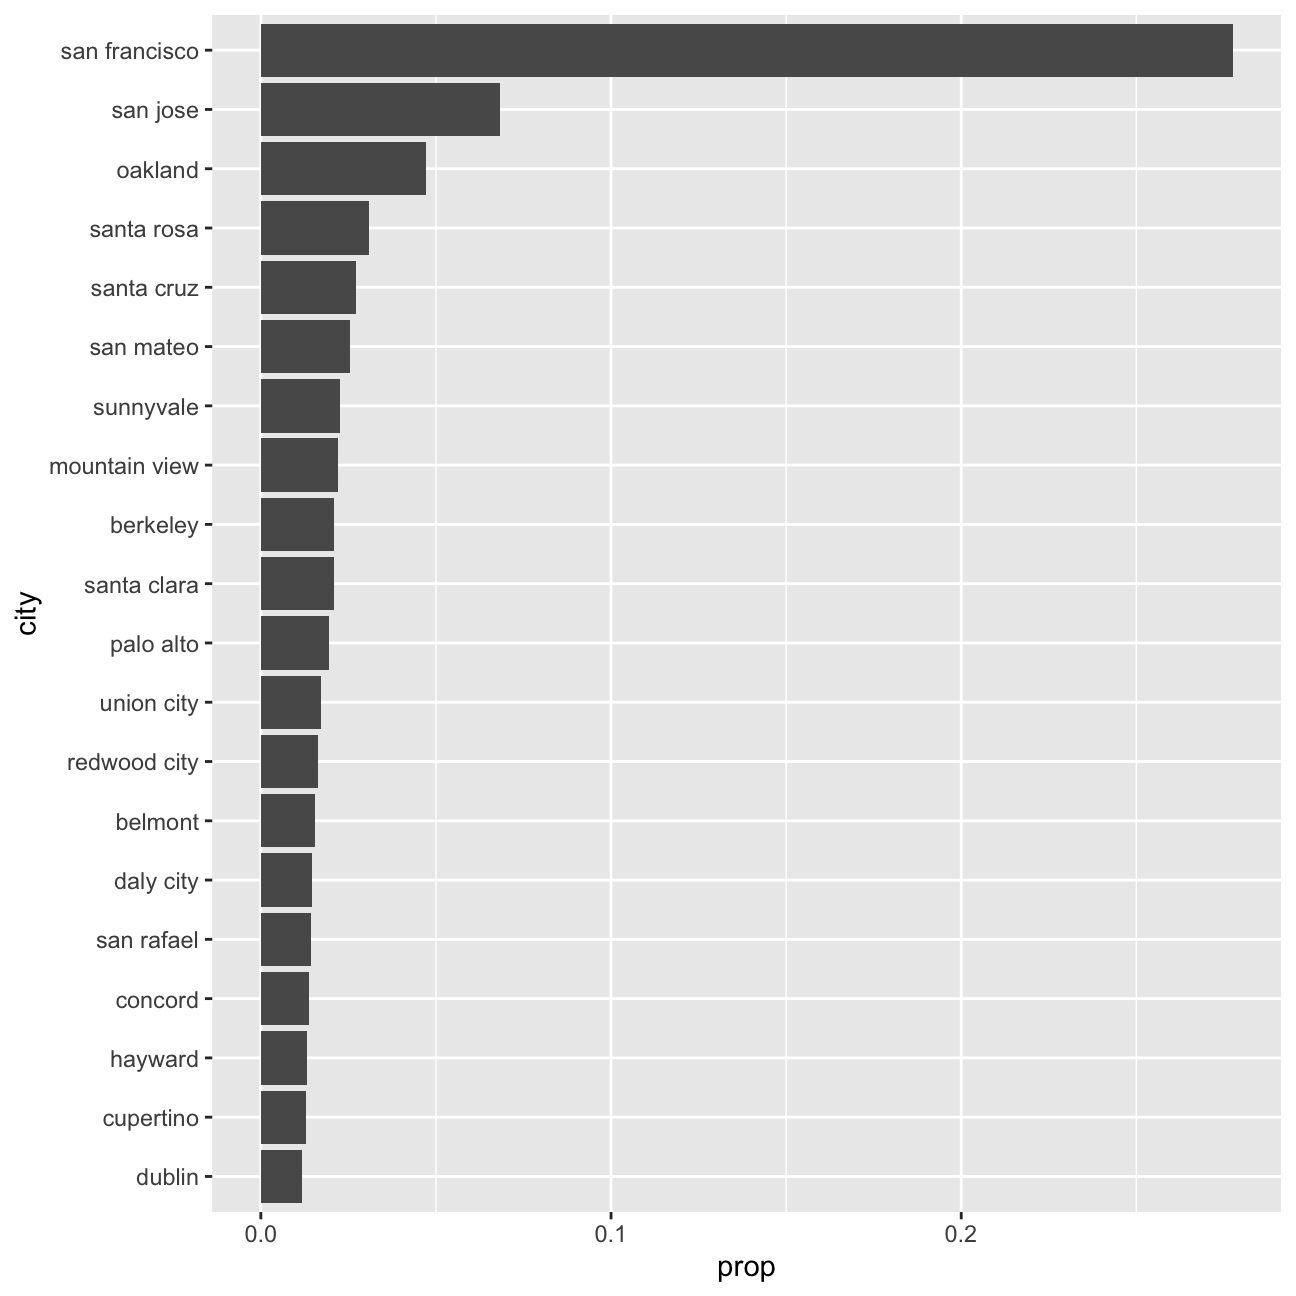 san francisco
san jose
oakland
santa rosa
santa cruz
san mateo
sunnyvale
mountain view
berkeley
santa clara
palo alto
union city
redwood city
belmont
daly city
san rafael
concord
hayward
cupertino
dublin
city
0.0 0.1 0.2
prop